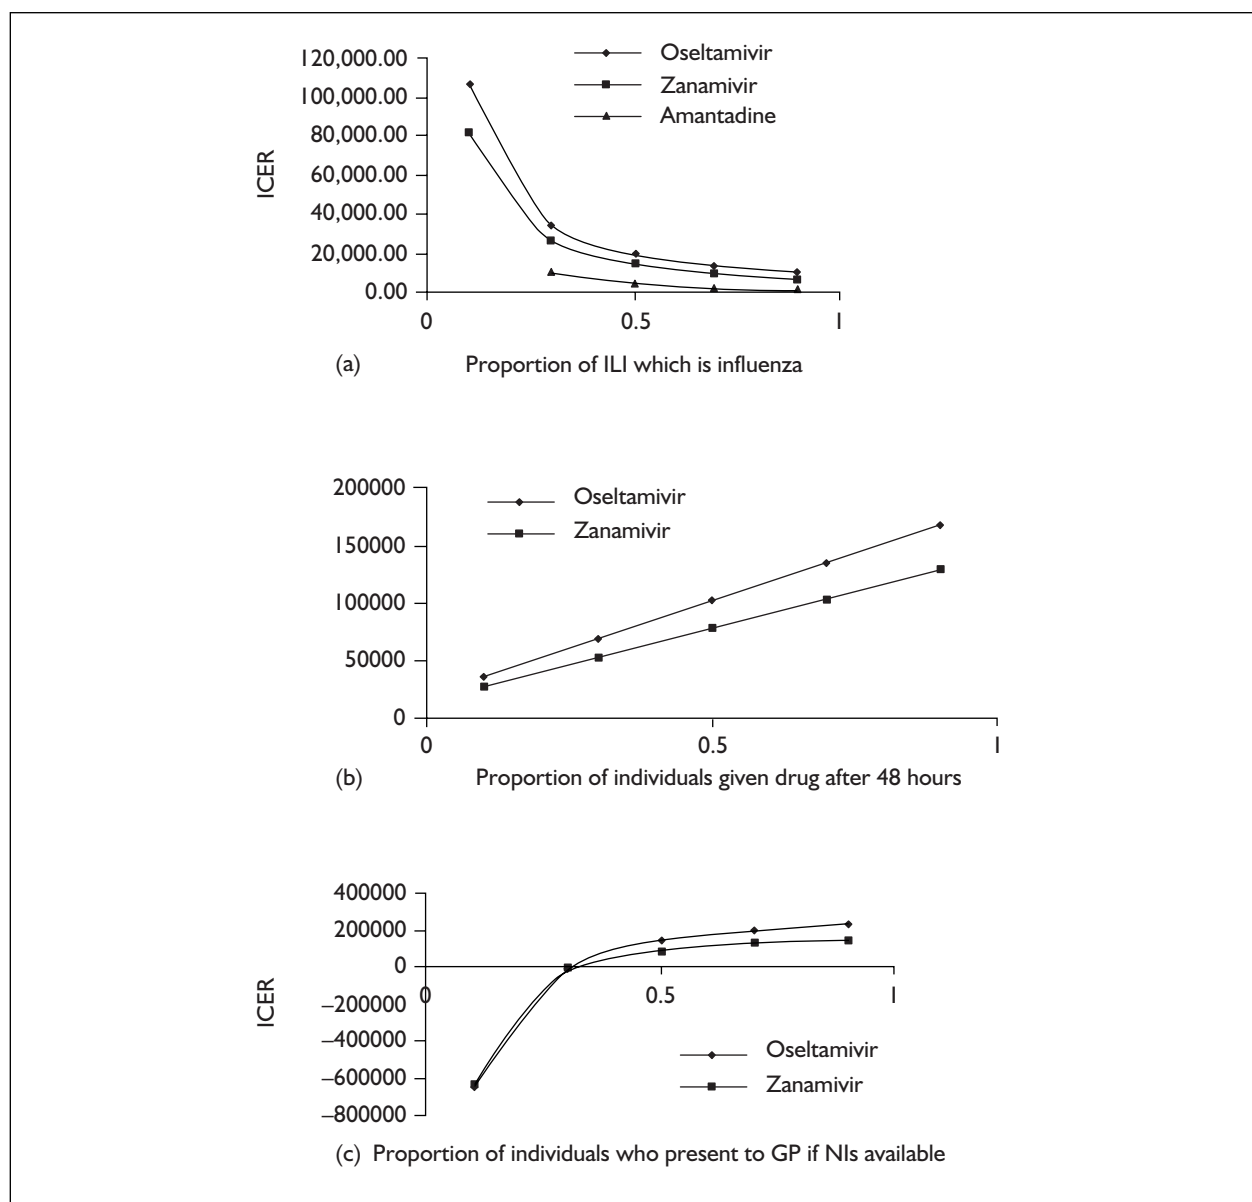 120,000.00
100,000.00
80,000.00
60,000.00
40,000.00
20,000.00
0.00
ICER
Oseltamivir
Zanamivir
Amantadine
0 0.5 1
(a) Proportion of ILI which is influenza
200000
150000
100000
50000
0
Oseltamivir
Zanamivir
0 0.5 1
(b) Proportion of individuals given drug after 48 hours
400000
200000
0
–200000
–400000
–600000
–800000
ICER
0 0.5 1
Oseltamivir
Zanamivir
(c) Proportion of individuals who present to GP if NIs available